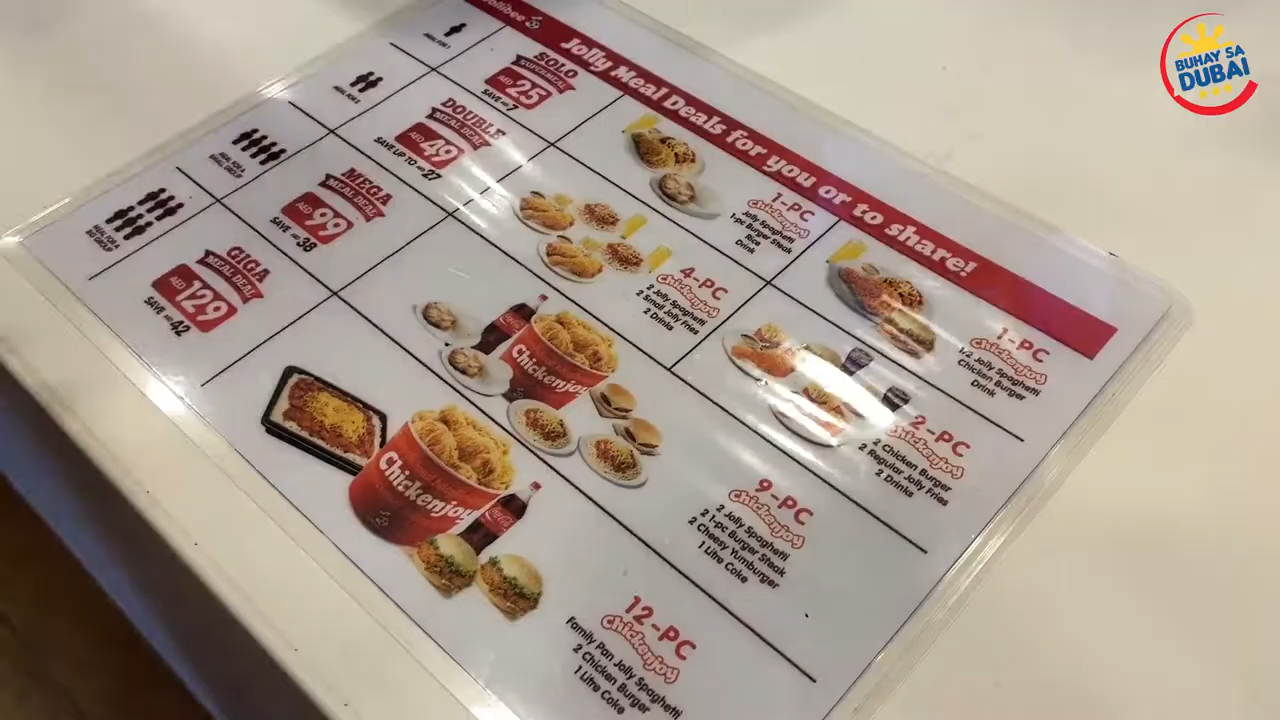 Jollibee
Jolly Meal Deals for you or to share!
BUHAY SA
DUBAI
SOLO
SUPERMEAL
AED 25
SAVE AED 7
1-PC
Chickenjoy
Jolly Spaghetti
1-pc Burger Steak
Rice
Drink
1-PC
Chickenjoy
1/2 Jolly Spaghetti
Chicken Burger
Drink
DOUBLE
MEAL DEAL
AED 49
SAVE UP TO AED 27
4-PC
Chickenjoy
2 Jolly Spaghetti
2 Small Jolly Fries
2 Drinks
2-PC
Chickenjoy
2 Chicken Burger
2 Regular Jolly Fries
2 Drinks
MEGA
MEAL DEAL
AED 99
SAVE AED 38
Chickenjoy
9-PC
Chickenjoy
2 Jolly Spaghetti
2 1-pc Burger Steak
2 Cheesy Yumburger
1 Litre Coke
GIGA
MEAL DEAL
AED 129
SAVE AED 42
Chickenjoy
12-PC
Chickenjoy
Family Pan Jolly Spaghetti
2 Chicken Burger
1 Litre Coke